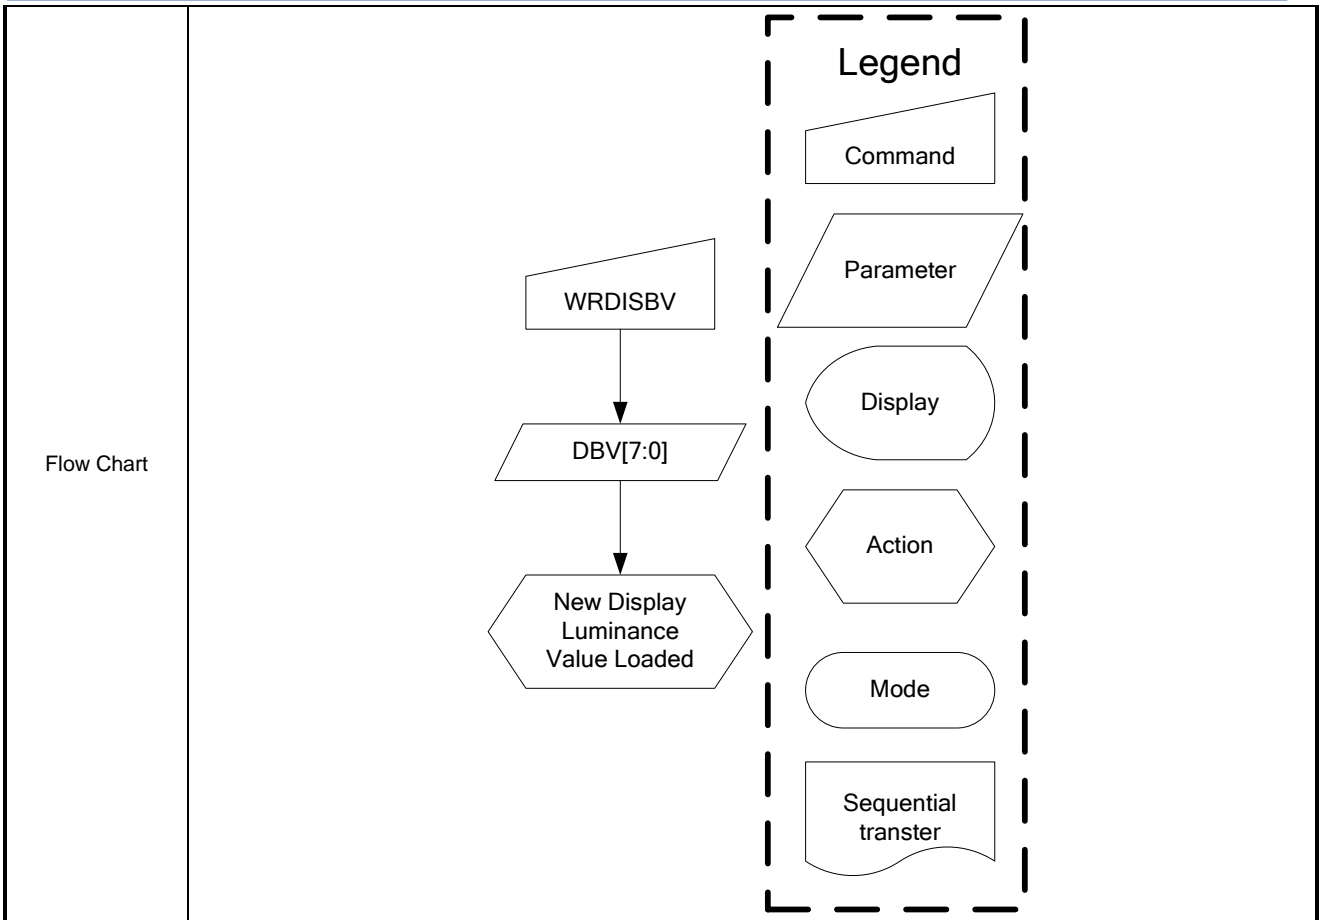 Flow Chart
WRDISBV
DBV[7:0]
New Display
Luminance
Value Loaded
Legend
Command
Parameter
Display
Action
Mode
Sequential
transter